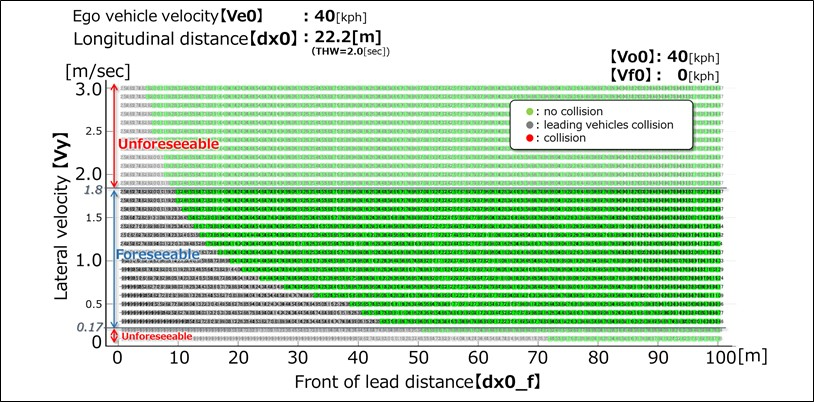 Ego vehicle velocity【Ve0】 : 40[kph]
Longitudinal distance【dx0】: 22.2[m]
(THW=2.0[sec])
【Vo0】: 40[kph]
【Vf0】: 0[kph]
[m/sec]
3.0
● : no collision
2.5
● : leading vehicles collision
● : collision
Unforeseeable
2.0
1.8
1.5
Foreseeable
1.0
0.5
0.17
Unforeseeable
0
Lateral velocity【Vy】
0 10 20 30 40 50 60 70 80 90 100[m]
Front of lead distance【dx0_f】